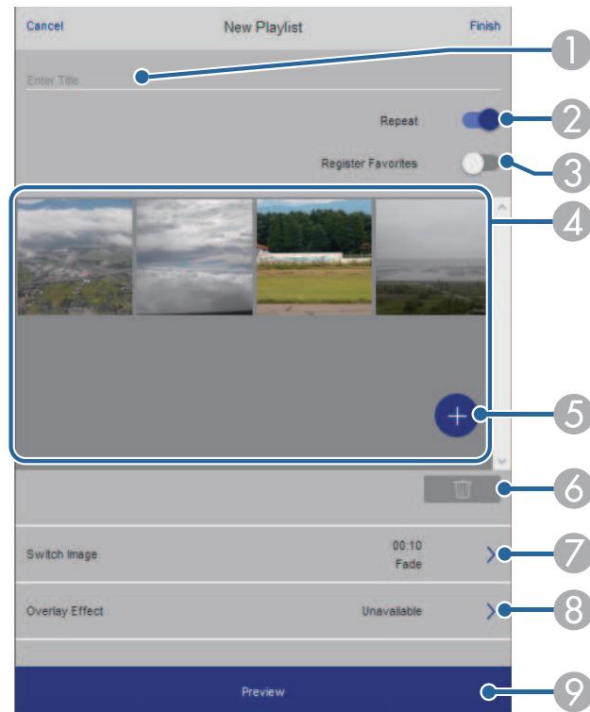 Cancel New Playlist Finish
Enter Title
1
Repeat
2
Register Favorites
3
4
5
6
Switch Image 00:10
Fade
7
Overlay Effect Unavailable
8
Preview
9